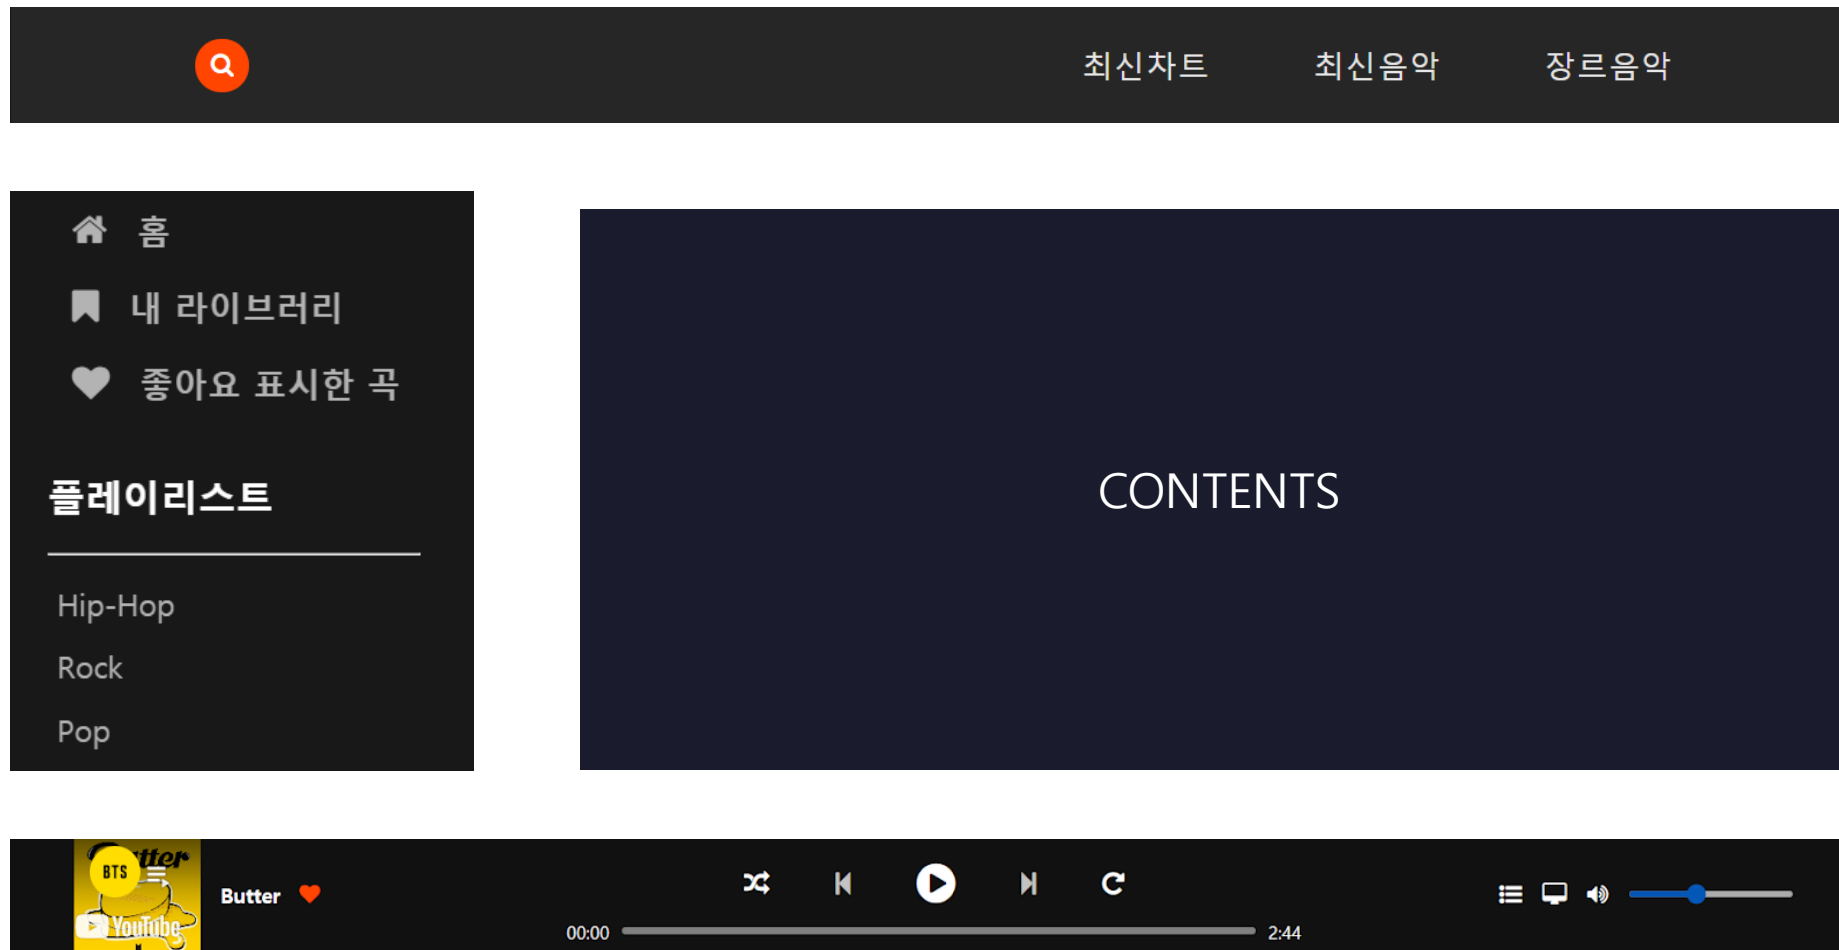 최신차트 최신음악 장르음악
홈
내 라이브러리
좋아요 표시한 곡
플레이리스트
Hip-Hop
Rock
Pop
CONTENTS
Butter
BTS
YouTube
Butter
00:00 2:44